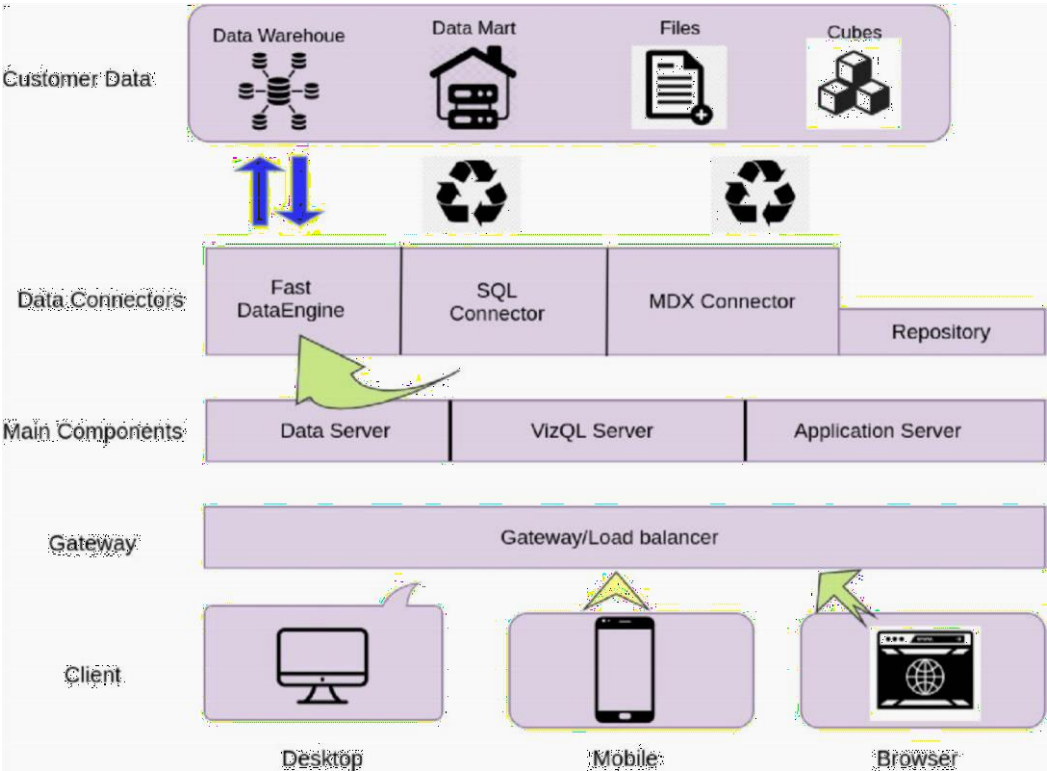 Data Warehoue
Data Mart
Files
Cubes
Customer Data
Data Connectors
Fast
DataEngine
SQL
Connector
MDX Connector
Repository
Main Components
Data Server
VizQL Server
Application Server
Gateway
Gateway/Load balancer
Client
Desktop
Mobile
Browser